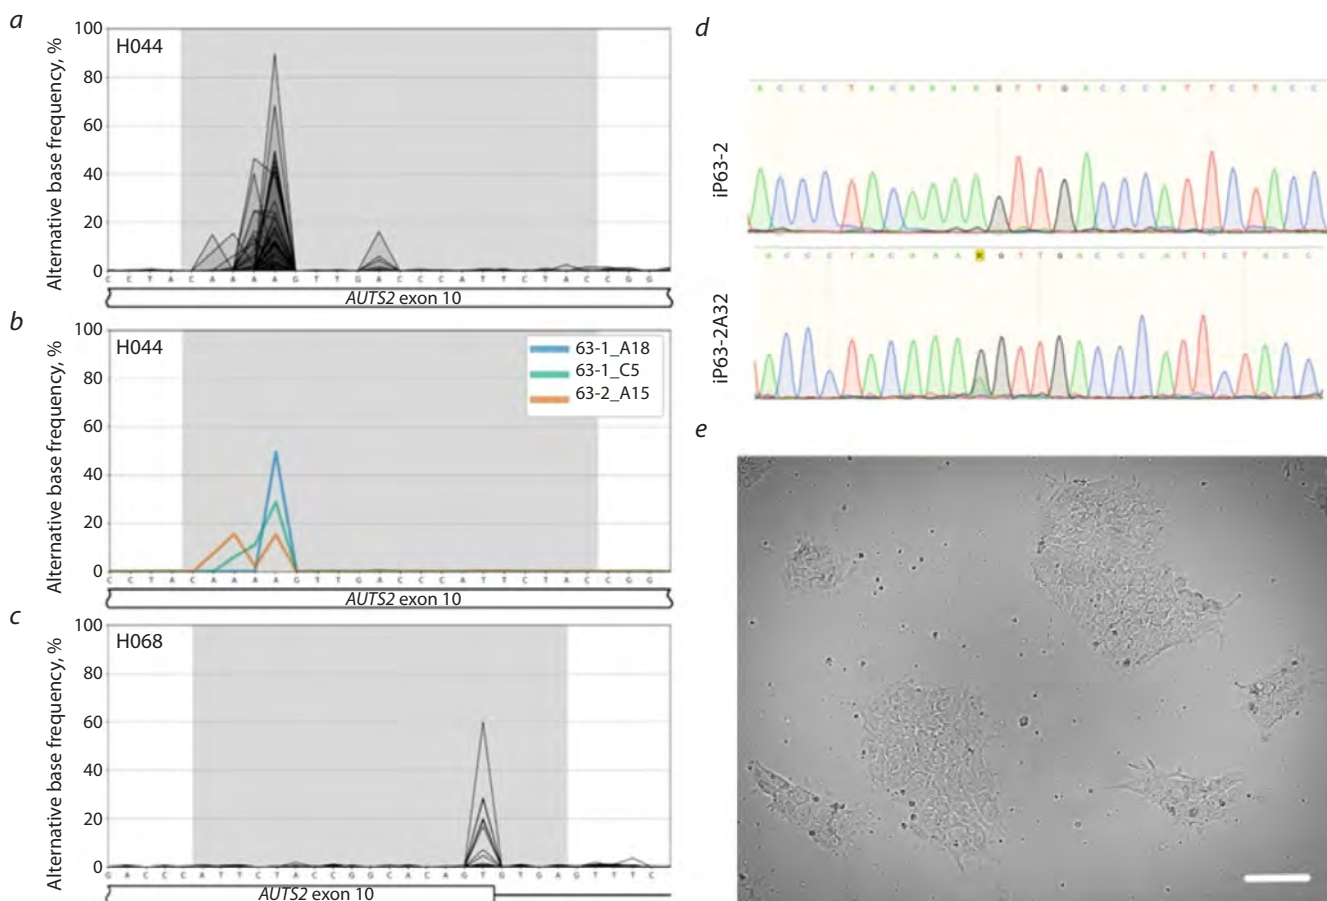 a
Alternative base frequency, %
H044
100
80
60
40
20
0
C C T A C A A A A G T T G A C C C A T T C T A C C G G
AUTS2 exon 10
b
Alternative base frequency, %
H044
100
80
60
40
20
0
63-1_A18
63-1_C5
63-2_A15
C C T A C A A A A G T T G A C C C A T T C T A C C G G
AUTS2 exon 10
c
Alternative base frequency, %
H068
100
80
60
40
20
0
G A C C C A T T C T A C C G G C A C A G T G T G A G T T T C
AUTS2 exon 10
d
iP63-2
A C C C T A C A A A A G T T G A C C C A T T C T A C C
iP63-2A32
e